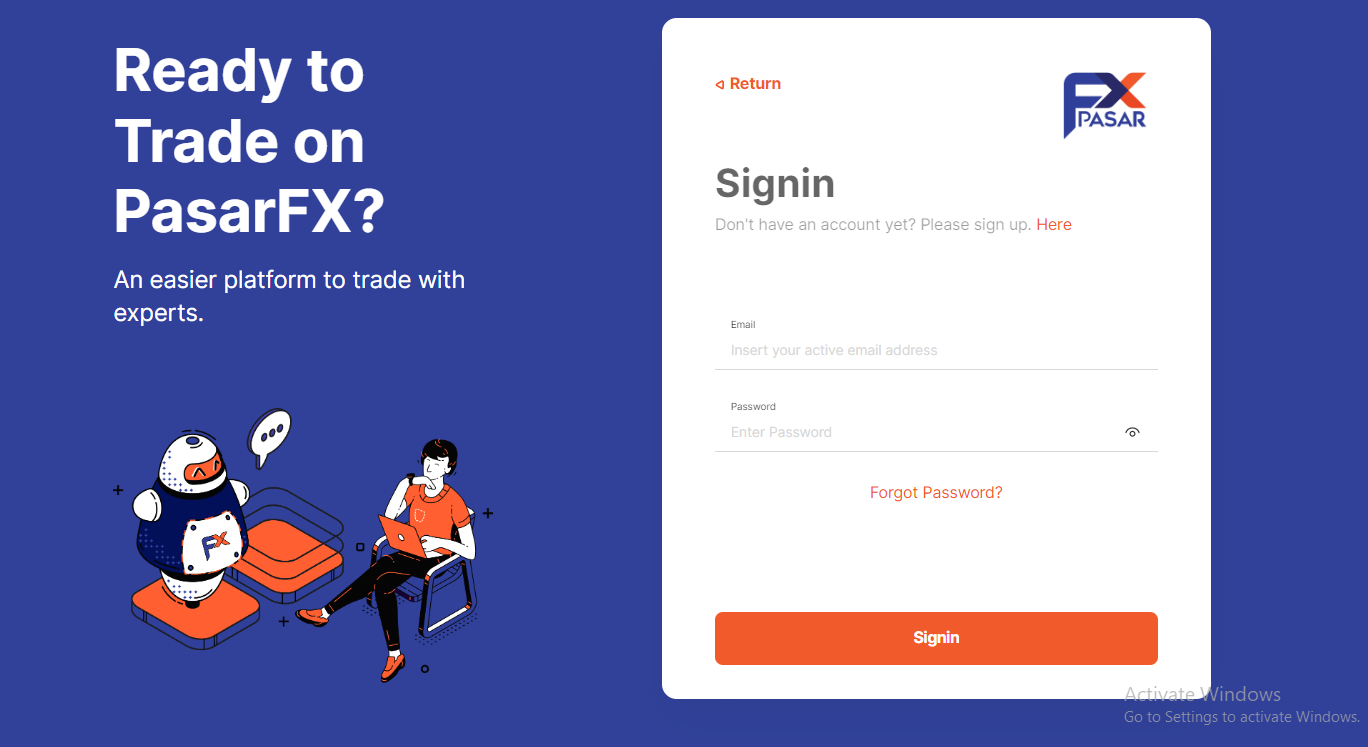 Ready to
Trade on
PasarFX?
An easier platform to trade with
experts.
FX
Return
FX
PASAR
Signin
Don't have an account yet? Please sign up. Here
Email
Insert your active email address
Password
Enter Password
Forgot Password?
Signin
Activate Windows
Go to Settings to activate Windows.